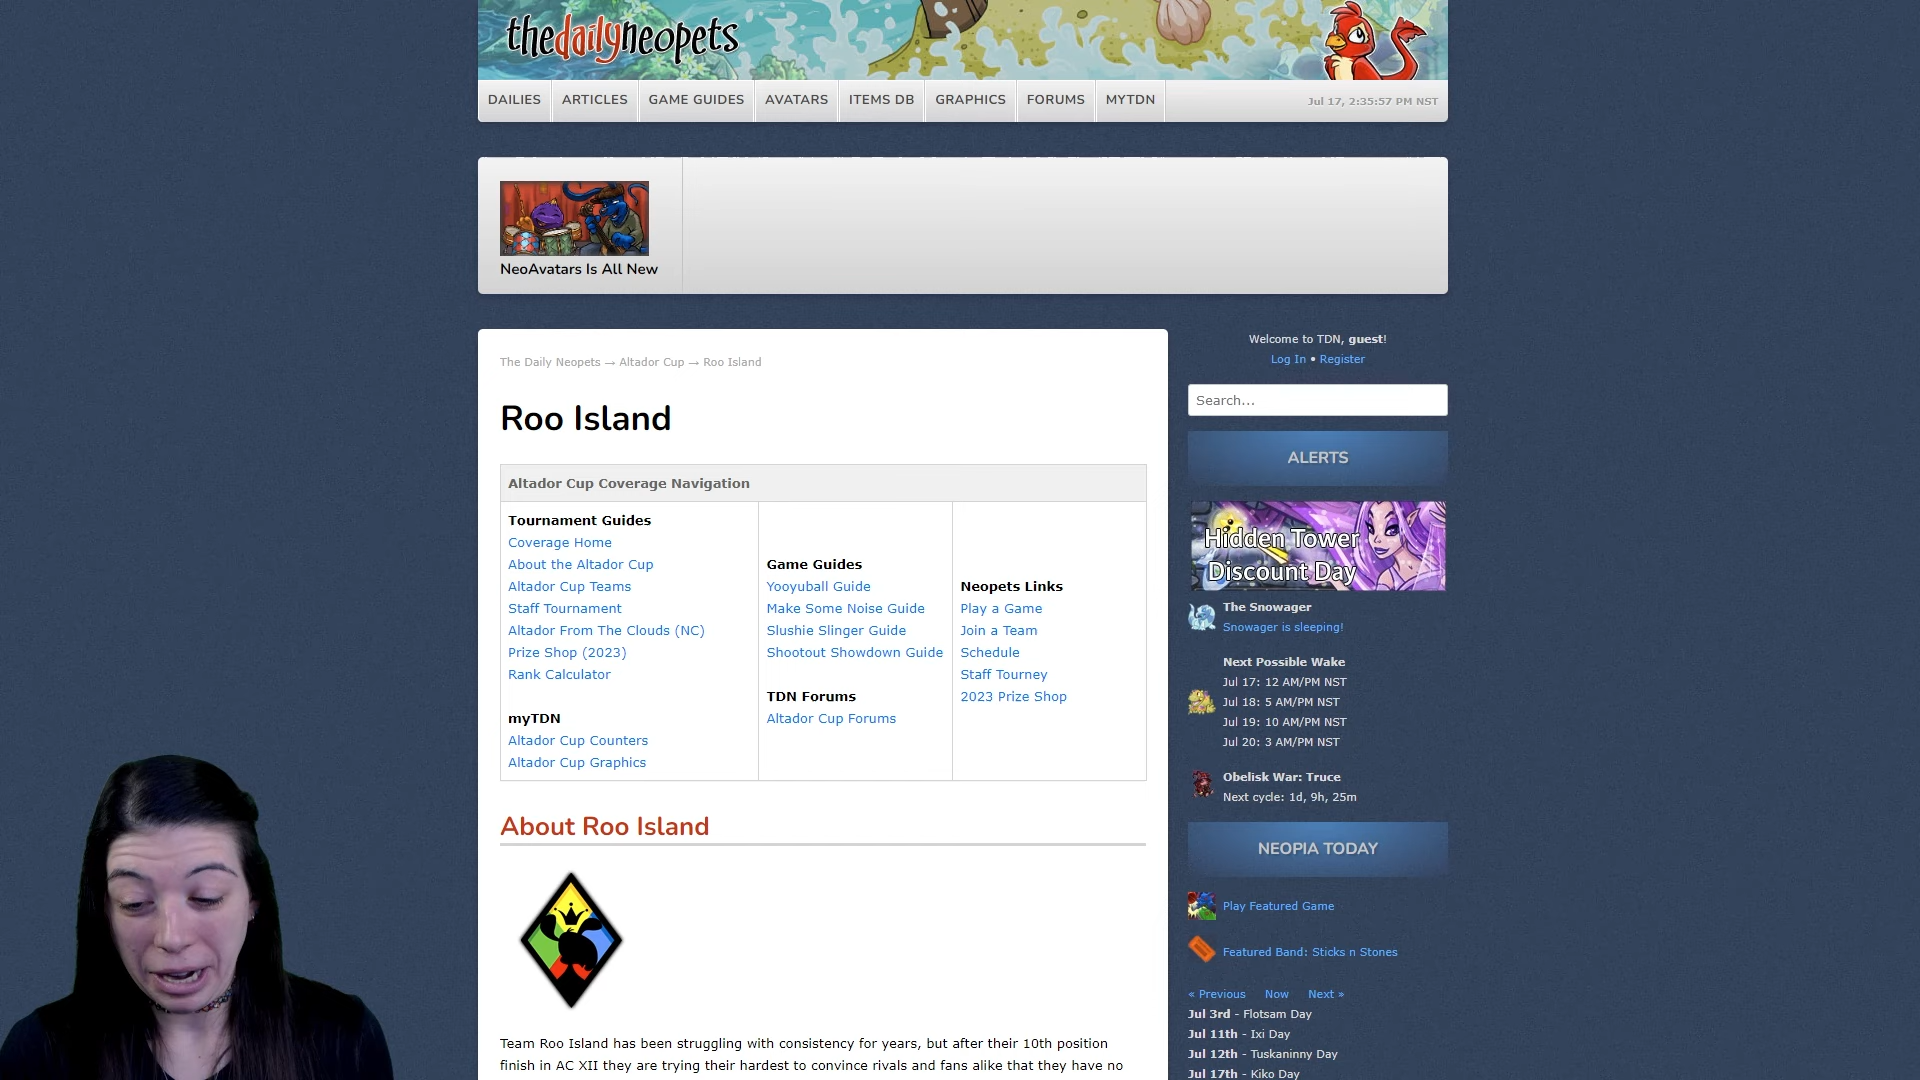 thedailyneopets
DAILIES
ARTICLES
GAME GUIDES
AVATARS
ITEMS DB
GRAPHICS
FORUMS
MYTDN
Jul 17, 2:35:57 PM NST
NeoAvatars Is All New
The Daily Neopets → Altador Cup → Roo Island
Roo Island
Altador Cup Coverage Navigation
Tournament Guides
Coverage Home
About the Altador Cup
Altador Cup Teams
Staff Tournament
Altador From The Clouds (NC)
Prize Shop (2023)
Rank Calculator
myTDN
Altador Cup Counters
Altador Cup Graphics
Game Guides
Yooyuball Guide
Make Some Noise Guide
Slushie Slinger Guide
Shootout Showdown Guide
TDN Forums
Altador Cup Forums
Neopets Links
Play a Game
Join a Team
Schedule
Staff Tourney
2023 Prize Shop
About Roo Island
Team Roo Island has been struggling with consistency for years, but after their 10th position
finish in AC XII they are trying their hardest to convince rivals and fans alike that they have no
Welcome to TDN, guest!
Log In • Register
Search...
ALERTS
Hidden Tower
Discount Day
The Snowager
Snowager is sleeping!
Next Possible Wake
Jul 17: 12 AM/PM NST
Jul 18: 5 AM/PM NST
Jul 19: 10 AM/PM NST
Jul 20: 3 AM/PM NST
Obelisk War: Truce
Next cycle: 1d, 9h, 25m
NEOPIA TODAY
Play Featured Game
Featured Band: Sticks n Stones
« Previous Now Next »
Jul 3rd - Flotsam Day
Jul 11th - Ixi Day
Jul 12th - Tuskaninny Day
Jul 17th - Kiko Day